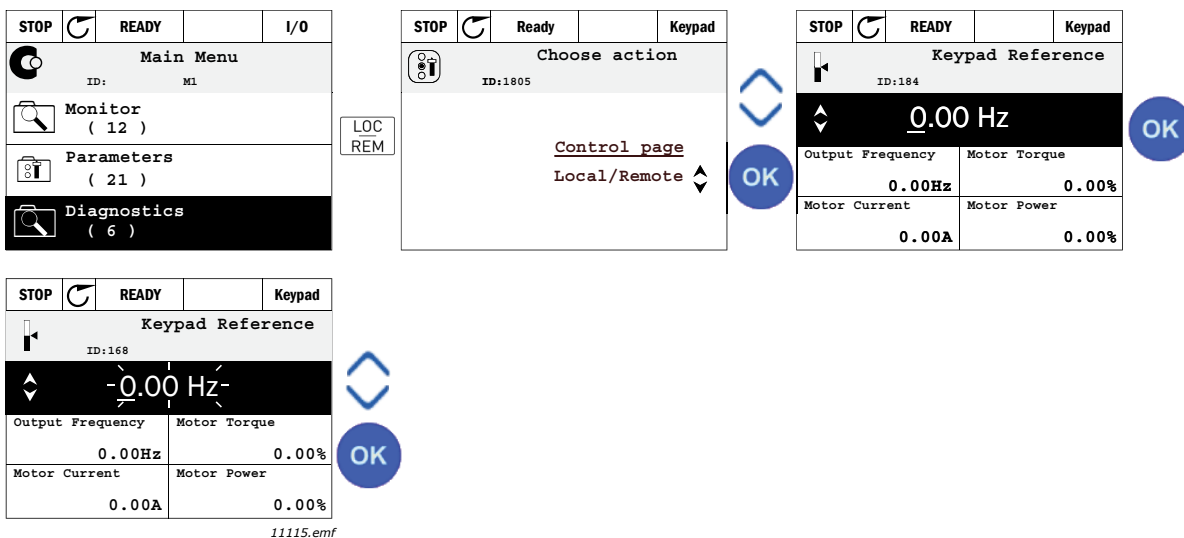 STOP READY I/O
Main Menu
ID: M1
Monitor
( 12 )
Parameters
( 21 )
Diagnostics
( 6 )
LOC
REM
STOP Ready Keypad
Choose action
ID:1805
Control page
Local/Remote
OK
STOP READY Keypad
Keypad Reference
ID:184
0.00 Hz
Output Frequency Motor Torque
0.00Hz 0.00%
Motor Current Motor Power
0.00A 0.00%
OK
STOP READY Keypad
Keypad Reference
ID:168
0.00 Hz
Output Frequency Motor Torque
0.00Hz 0.00%
Motor Current Motor Power
0.00A 0.00%
OK
11115.emf